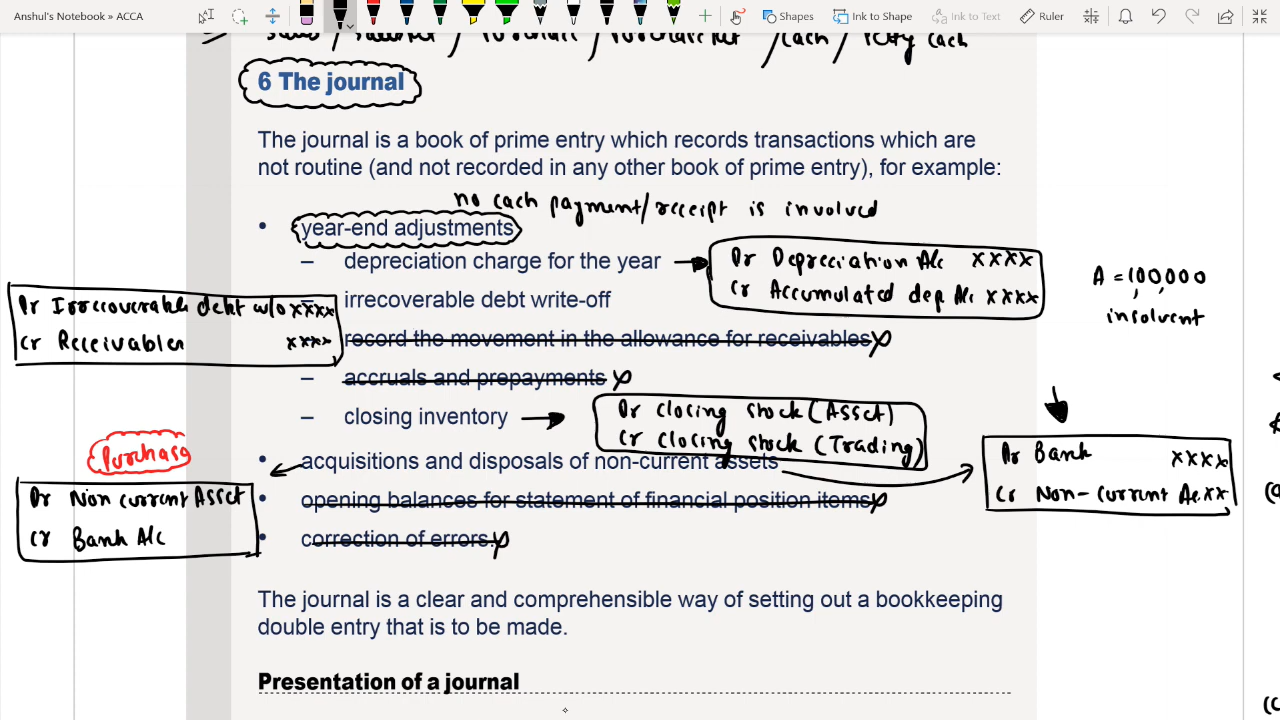 Anshul's Notebook » ACCA
Shapes
Ink to Shape
Ink to Text
Ruler
/ Cash / Petty cash
6 The journal
The journal is a book of prime entry which records transactions which are
not routine (and not recorded in any other book of prime entry), for example:
no cash payment/receipt is involved
• year-end adjustments
– depreciation charge for the year
Dr Depreciation A/c xxxx
Cr Accumulated dep A/c xxxx
A = 100,000
insolvent
– irrecoverable debt write-off
Dr Irrecoverable debt w/o xxxx
Cr Receivables xxxx
– record the movement in the allowance for receivables
– accruals and prepayments
– closing inventory
Dr closing stock (Asset)
Cr closing stock (Trading)
• acquisitions and disposals of non-current assets
Purchase
Dr Non current Asset
Cr Bank A/c
Dr Bank xxxx
Cr Non-current A. xx
• opening balances for statement of financial position items
• correction of errors.
The journal is a clear and comprehensible way of setting out a bookkeeping
double entry that is to be made.
Presentation of a journal